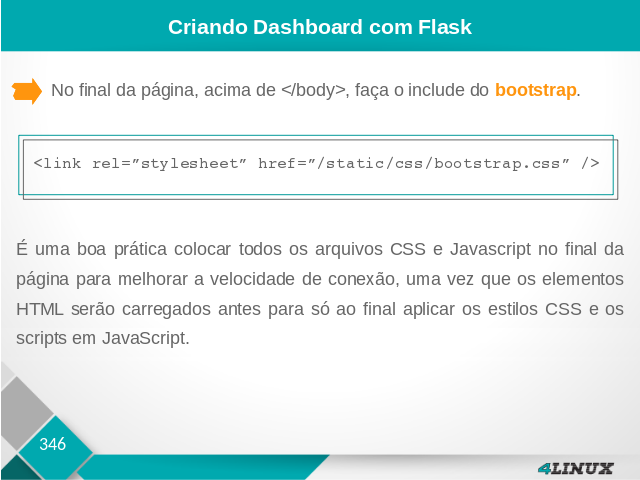 Criando Dashboard com Flask
No final da página, acima de </body>, faça o include do bootstrap.
<link rel=”stylesheet” href=”/static/css/bootstrap.css” />
É uma boa prática colocar todos os arquivos CSS e Javascript no final da
página para melhorar a velocidade de conexão, uma vez que os elementos
HTML serão carregados antes para só ao final aplicar os estilos CSS e os
scripts em JavaScript.
346
4LINUX